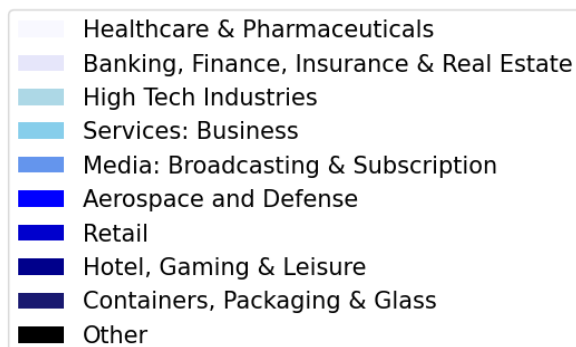 Healthcare & Pharmaceuticals
Banking, Finance, Insurance & Real Estate
High Tech Industries
Services: Business
Media: Broadcasting & Subscription
Aerospace and Defense
Retail
Hotel, Gaming & Leisure
Containers, Packaging & Glass
Other